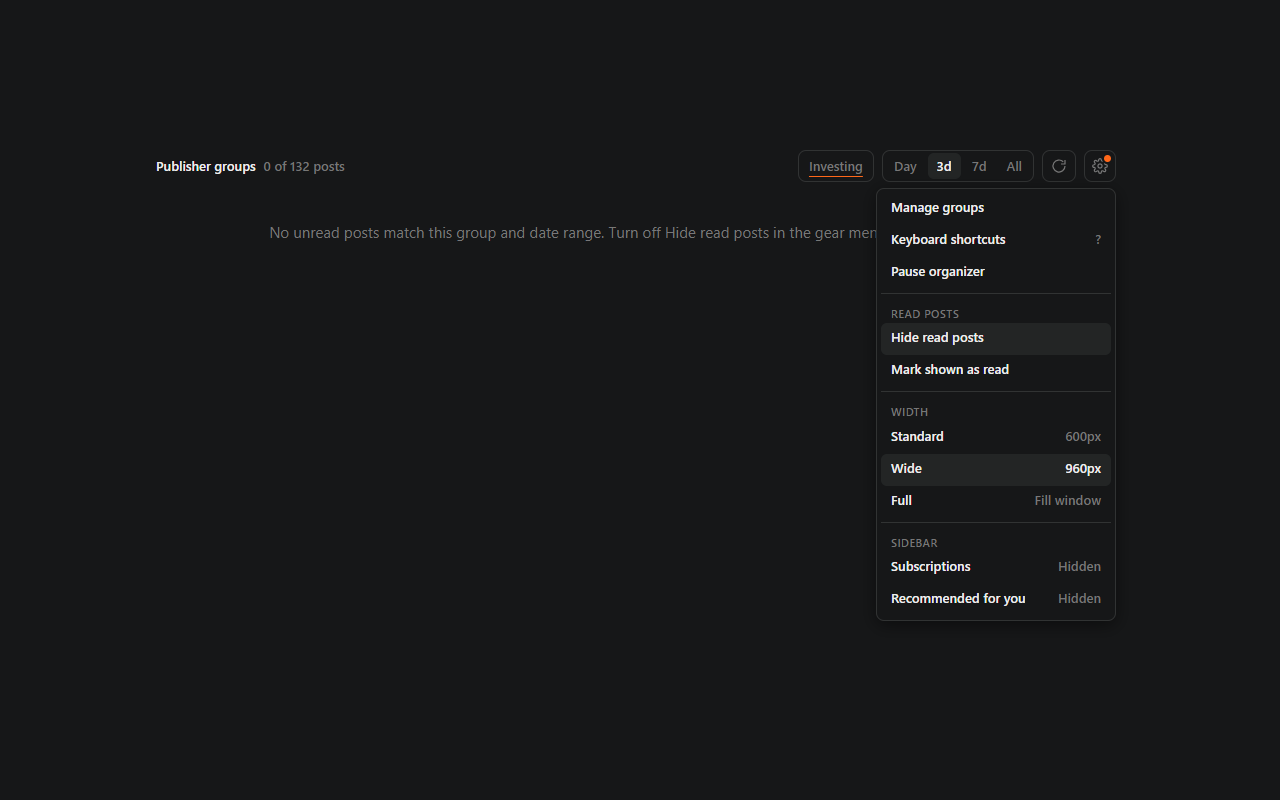 Publisher groups 0 of 132 posts Investing Day 3d 7d All
No unread posts match this group and date range. Turn off Hide read posts in the gear men
Manage groups
Keyboard shortcuts ?
Pause organizer
READ POSTS
Hide read posts
Mark shown as read
WIDTH
Standard 600px
Wide 960px
Full Fill window
SIDEBAR
Subscriptions Hidden
Recommended for you Hidden